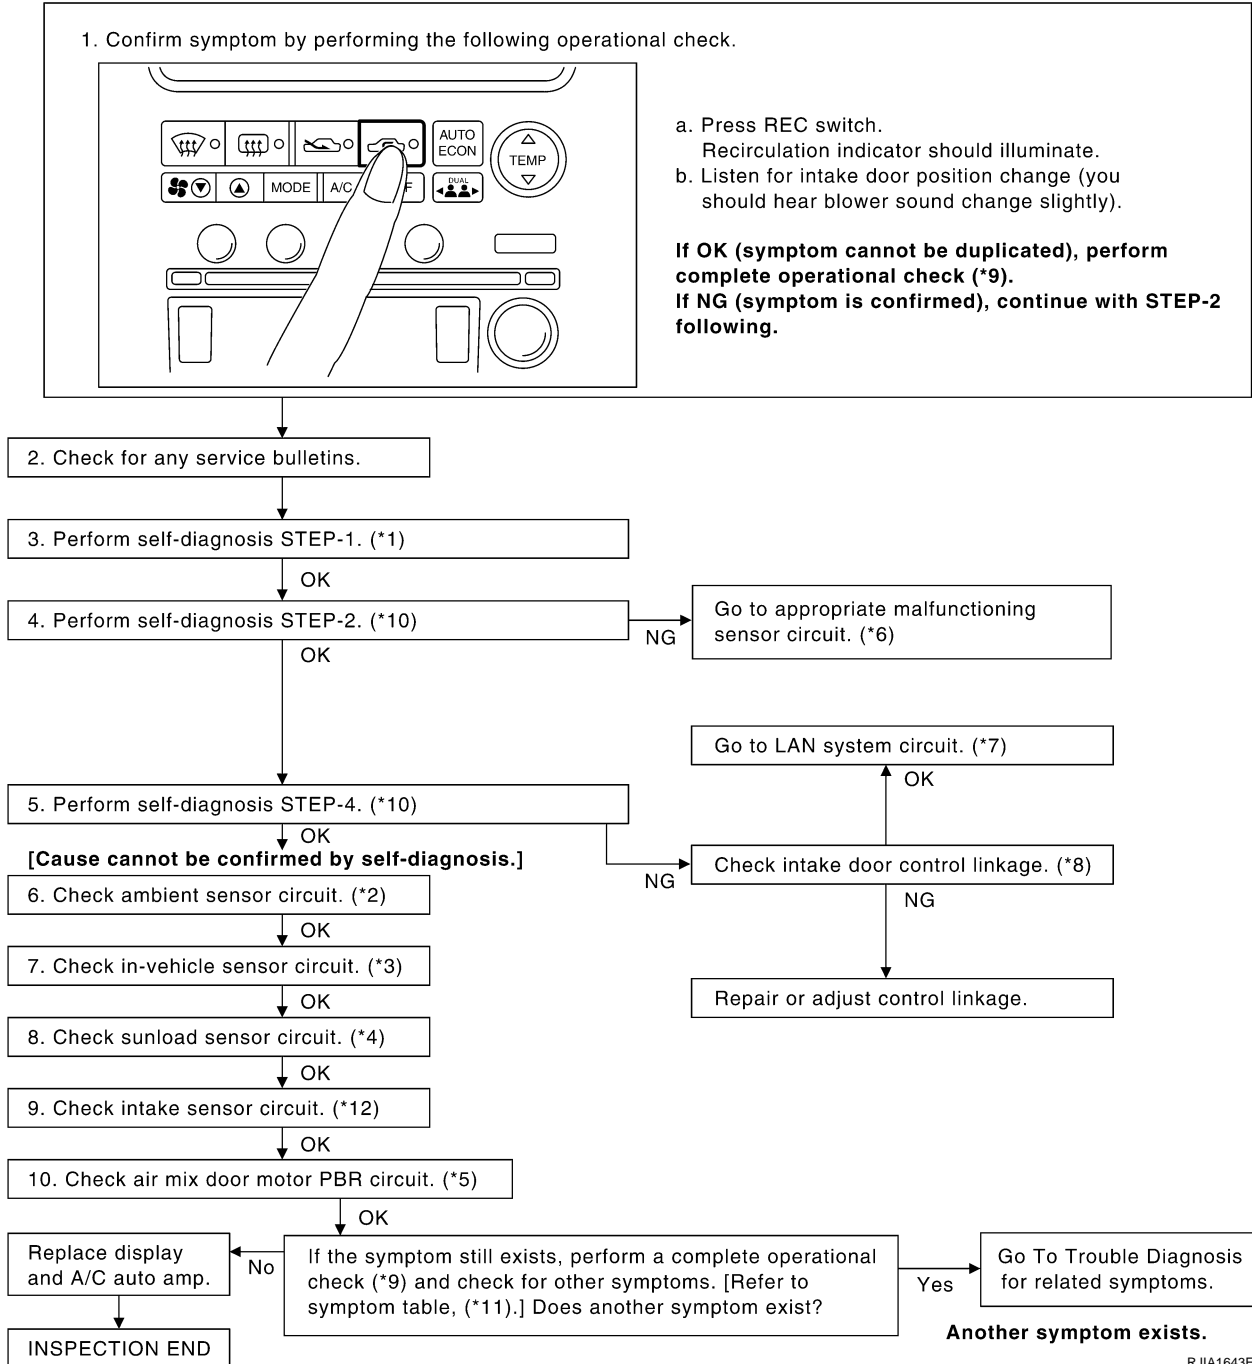 1. Confirm symptom by performing the following operational check.
AUTO
ECON
TEMP
MODE
A/C
F
DUAL
a. Press REC switch.
Recirculation indicator should illuminate.
b. Listen for intake door position change (you
should hear blower sound change slightly).
If OK (symptom cannot be duplicated), perform
complete operational check (*9).
If NG (symptom is confirmed), continue with STEP-2
following.
2. Check for any service bulletins.
3. Perform self-diagnosis STEP-1. (*1)
OK
4. Perform self-diagnosis STEP-2. (*10)
NG
Go to appropriate malfunctioning
sensor circuit. (*6)
OK
Go to LAN system circuit. (*7)
OK
5. Perform self-diagnosis STEP-4. (*10)
OK
[Cause cannot be confirmed by self-diagnosis.]
NG
Check intake door control linkage. (*8)
NG
Repair or adjust control linkage.
6. Check ambient sensor circuit. (*2)
OK
7. Check in-vehicle sensor circuit. (*3)
OK
8. Check sunload sensor circuit. (*4)
OK
9. Check intake sensor circuit. (*12)
OK
10. Check air mix door motor PBR circuit. (*5)
OK
Replace display
and A/C auto amp.
No
If the symptom still exists, perform a complete operational
check (*9) and check for other symptoms. [Refer to
symptom table, (*11).] Does another symptom exist?
Yes
Go To Trouble Diagnosis
for related symptoms.
Another symptom exists.
INSPECTION END
RJIA1643E